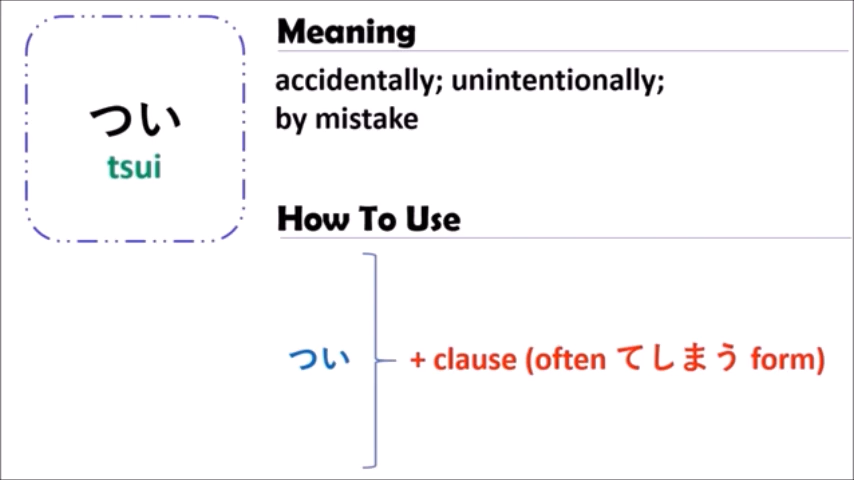 つい
tsui
Meaning
accidentally; unintentionally;
by mistake
How To Use
つい + clause (often てしまう form)